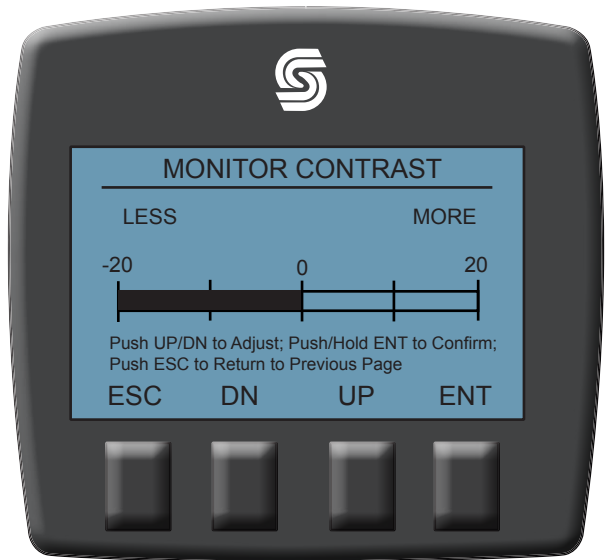 MONITOR CONTRAST
LESS MORE
-20 0 20
Push UP/DN to Adjust; Push/Hold ENT to Confirm;
Push ESC to Return to Previous Page
ESC DN UP ENT